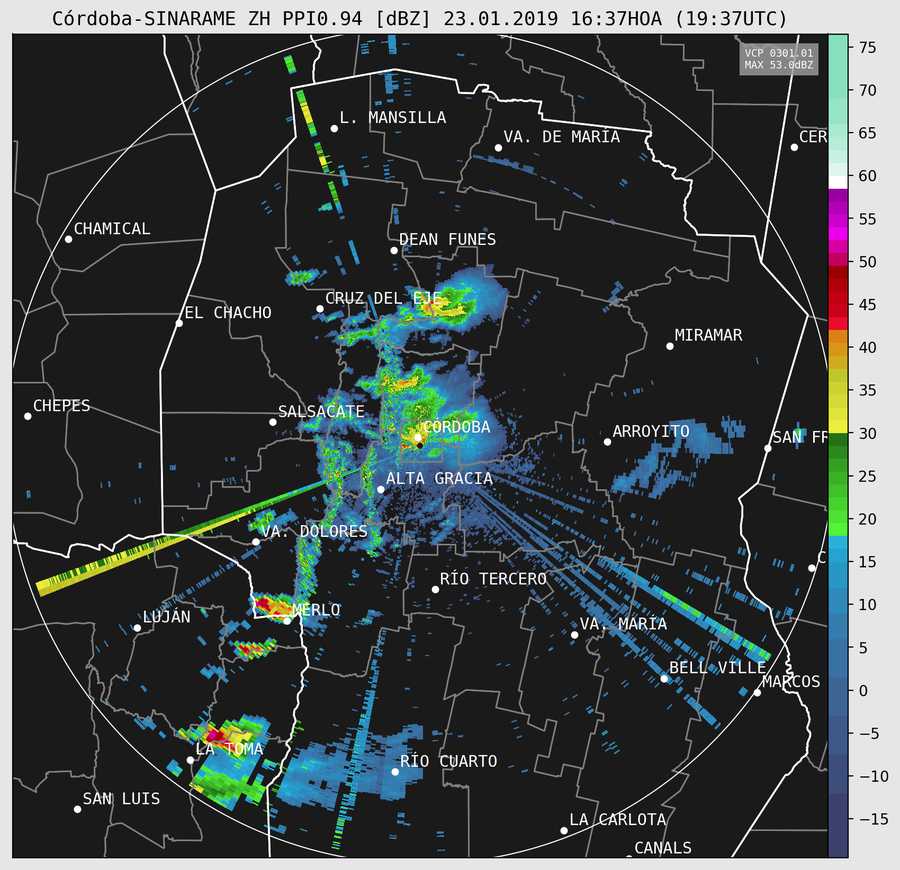 Córdoba-SINARAME ZH PPI0.94 [dBZ] 23.01.2019 16:37HOA (19:37UTC)
VCP 0301.01
MAX 53.0dBZ
L. MANSILLA
VA. DE MARÍA
CER
CHAMICAL
DEAN FUNES
CRUZ DEL EJE
EL CHACHO
MIRAMAR
CHEPES
SALSACATE
CÓRDOBA
ARROYITO
SAN FR
ALTA GRACIA
VA. DOLORES
C
RÍO TERCERO
MERLO
LUJÁN
VA. MARÍA
BELL VILLE
MARCOS
LA TOMA
RÍO CUARTO
SAN LUIS
LA CARLOTA
CANALS
75
70
65
60
55
50
45
40
35
30
25
20
15
10
5
0
−5
−10
−15